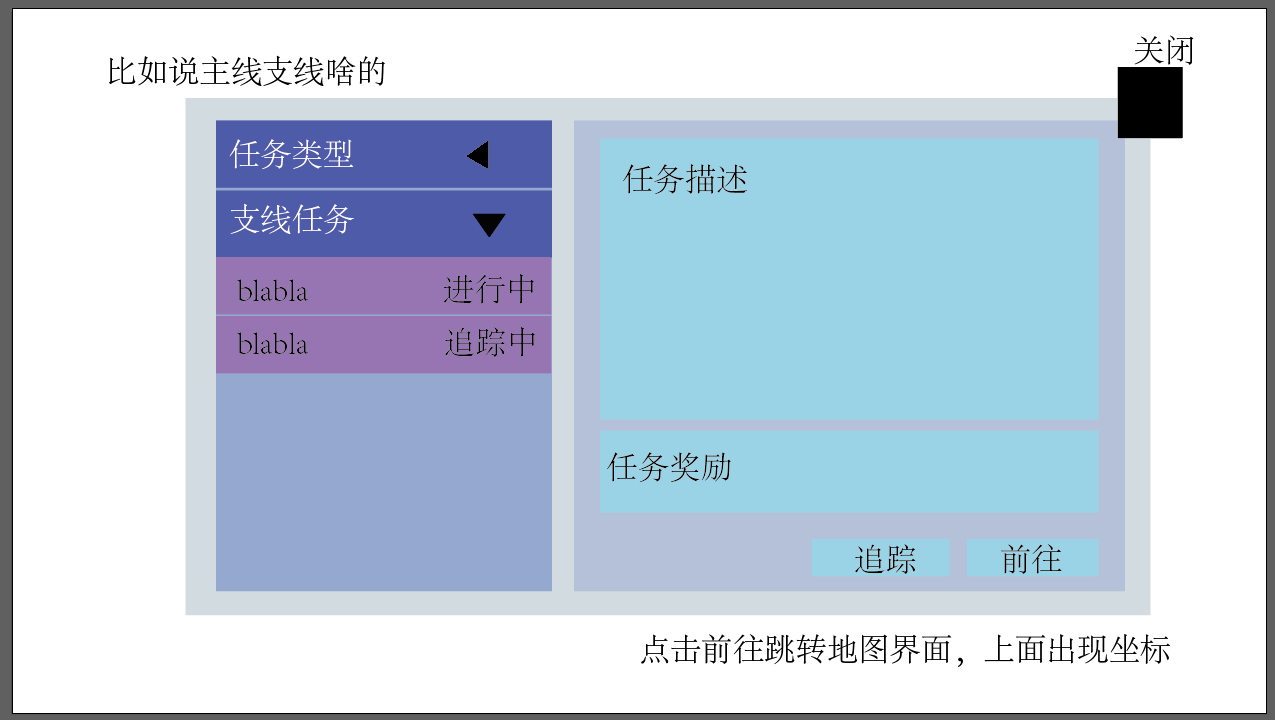 关闭
比如说主线支线啥的
任务类型
支线任务
blabla 进行中
blabla 追踪中
任务描述
任务奖励
追踪 前往
点击前往跳转地图界面，上面出现坐标